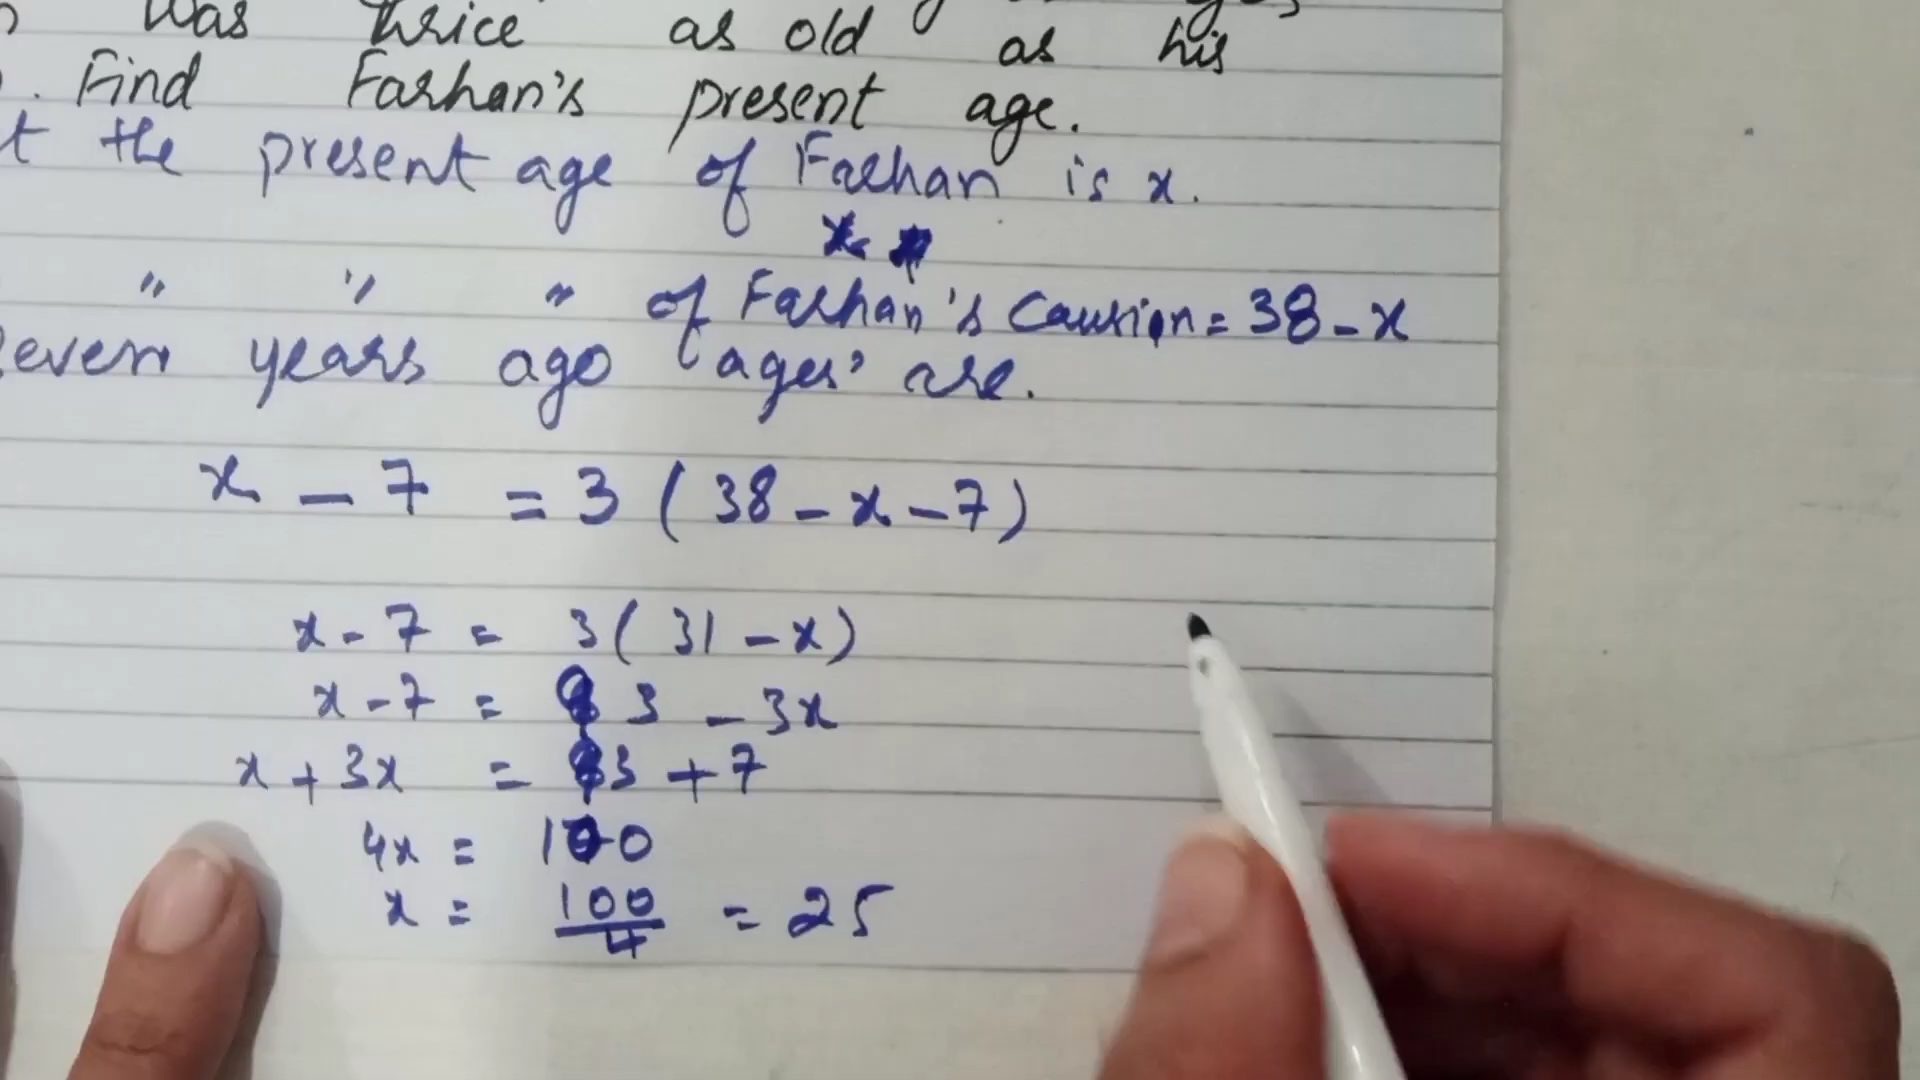 was thrice as old as his
. Find Farhan's present age.
t the present age of Farhan is x.
" " " of Farhan's Causion = 38 - x
Seven years ago 'ages' are.
x - 7 = 3 ( 38 - x - 7 )
x - 7 = 3 ( 31 - x )
x - 7 = 93 - 3x
x + 3x = 93 + 7
4x = 100
x = 100/4 = 25